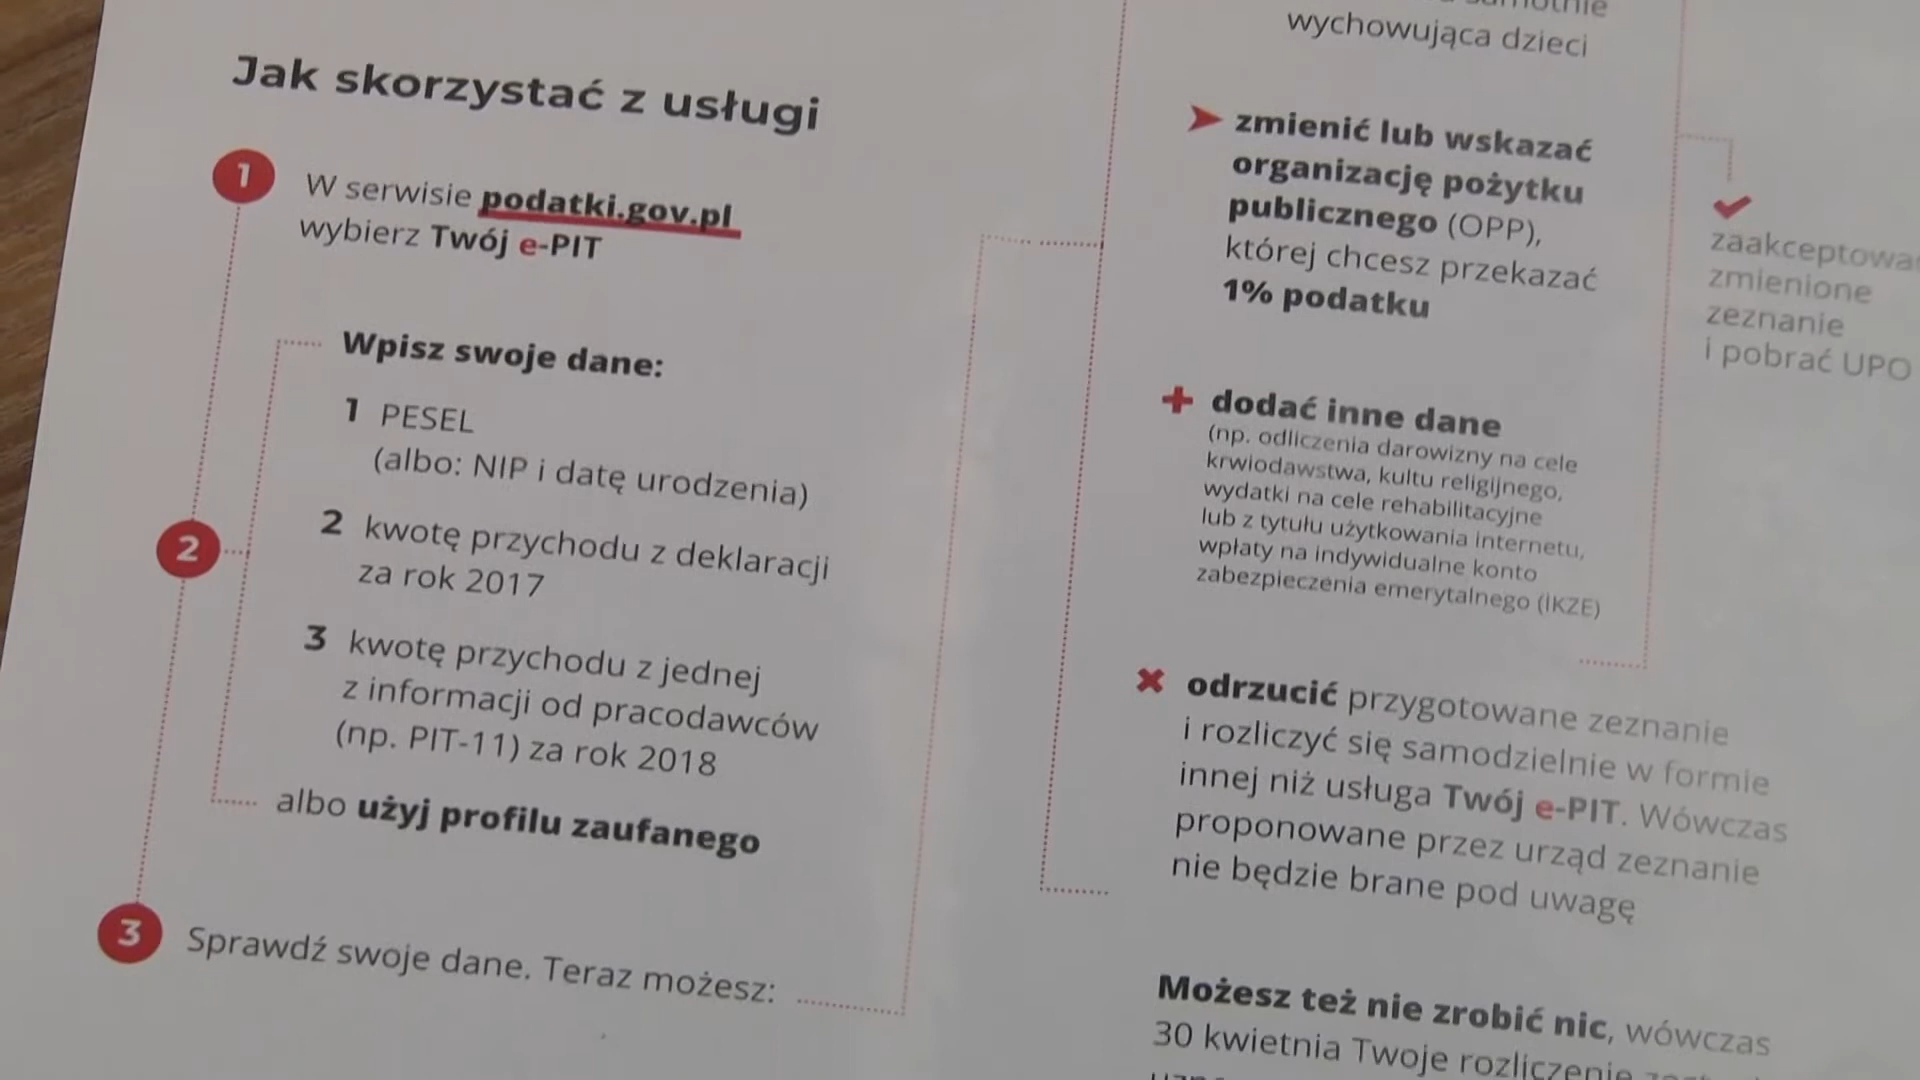 Jak skorzystać z usługi
1
W serwisie podatki.gov.pl
wybierz Twój e-PIT
2
Wpisz swoje dane:
1 PESEL
(albo: NIP i datę urodzenia)
2 kwotę przychodu z deklaracji
za rok 2017
3 kwotę przychodu z jednej
z informacji od pracodawców
(np. PIT-11) za rok 2018
albo użyj profilu zaufanego
3
Sprawdź swoje dane. Teraz możesz:
samotnie
wychowująca dzieci
zmienić lub wskazać
organizację pożytku
publicznego (OPP),
której chcesz przekazać
1% podatku
dodać inne dane
(np. odliczenia darowizny na cele
krwiodawstwa, kultu religijnego,
wydatki na cele rehabilitacyjne
lub z tytułu użytkowania internetu,
wpłaty na indywidualne konto
zabezpieczenia emerytalnego (IKZE)
odrzucić przygotowane zeznanie
i rozliczyć się samodzielnie w formie
innej niż usługa Twój e-PIT. Wówczas
proponowane przez urząd zeznanie
nie będzie brane pod uwagę
Możesz też nie zrobić nic, wówczas
30 kwietnia Twoje rozliczenie
zmienione
zeznanie
i pobrać UPO